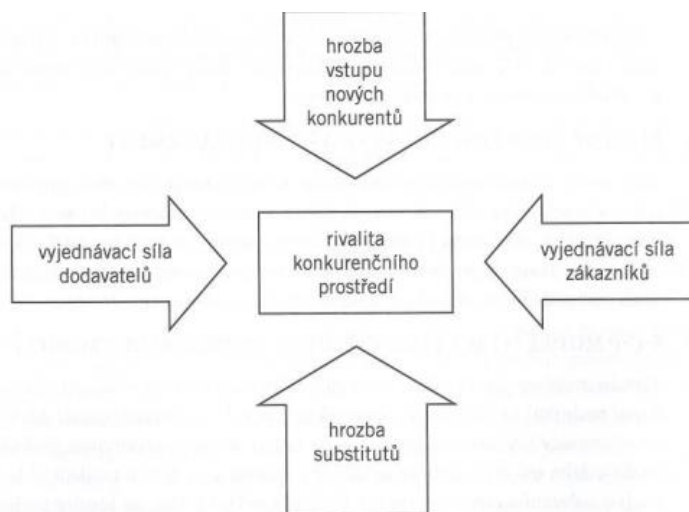 hrozba
vstupu
nových
konkurentů
vyjednávací síla
dodavatelů
rivalita
konkurenčního
prostředí
vyjednávací síla
zákazníků
hrozba
substitutů